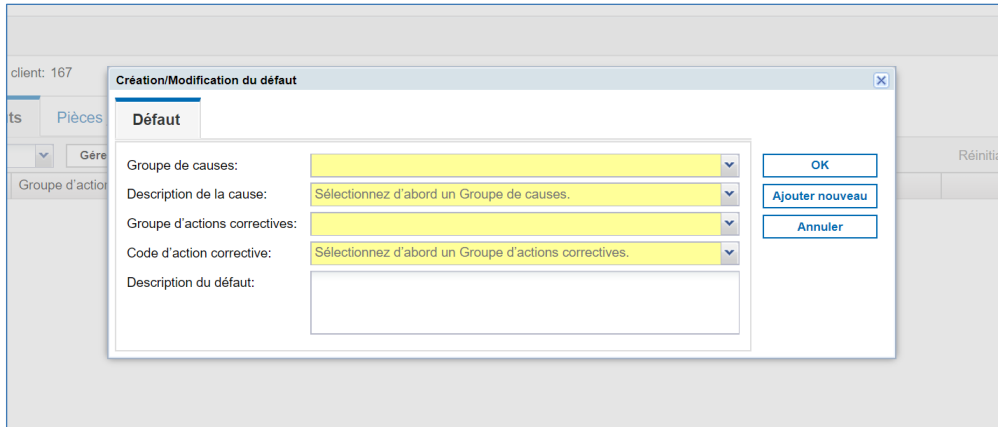 client: 167
Création/Modification du défaut
ts Pièces
Défaut
Gére
Réinitia
Groupe d'action
Groupe de causes:
OK
Description de la cause: Sélectionnez d'abord un Groupe de causes.
Ajouter nouveau
Groupe d'actions correctives:
Annuler
Code d'action corrective: Sélectionnez d'abord un Groupe d'actions correctives.
Description du défaut: